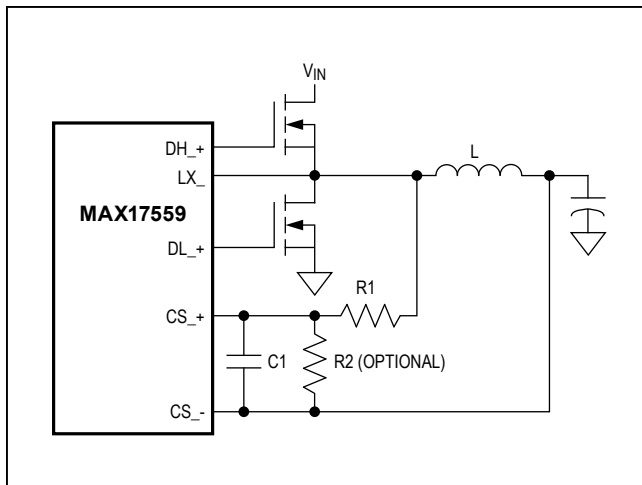 VIN
DH_+
L
LX_
MAX17559
DL_+
R1
CS_+
C1
R2 (OPTIONAL)
CS_-